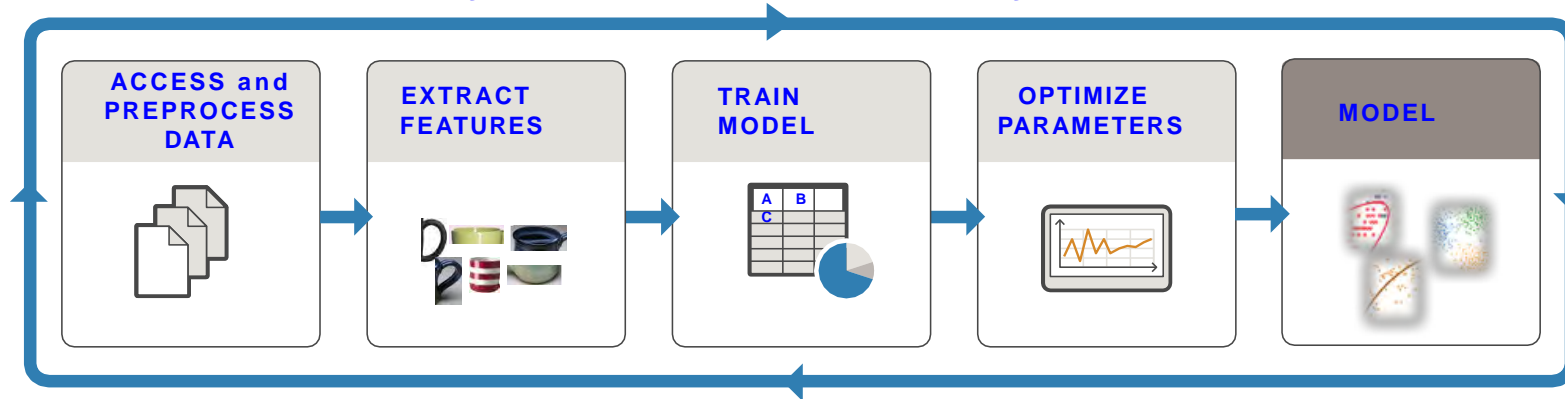 ACCESS and
PREPROCESS
DATA
EXTRACT
FEATURES
TRAIN
MODEL
A B
C
OPTIMIZE
PARAMETERS
MODEL